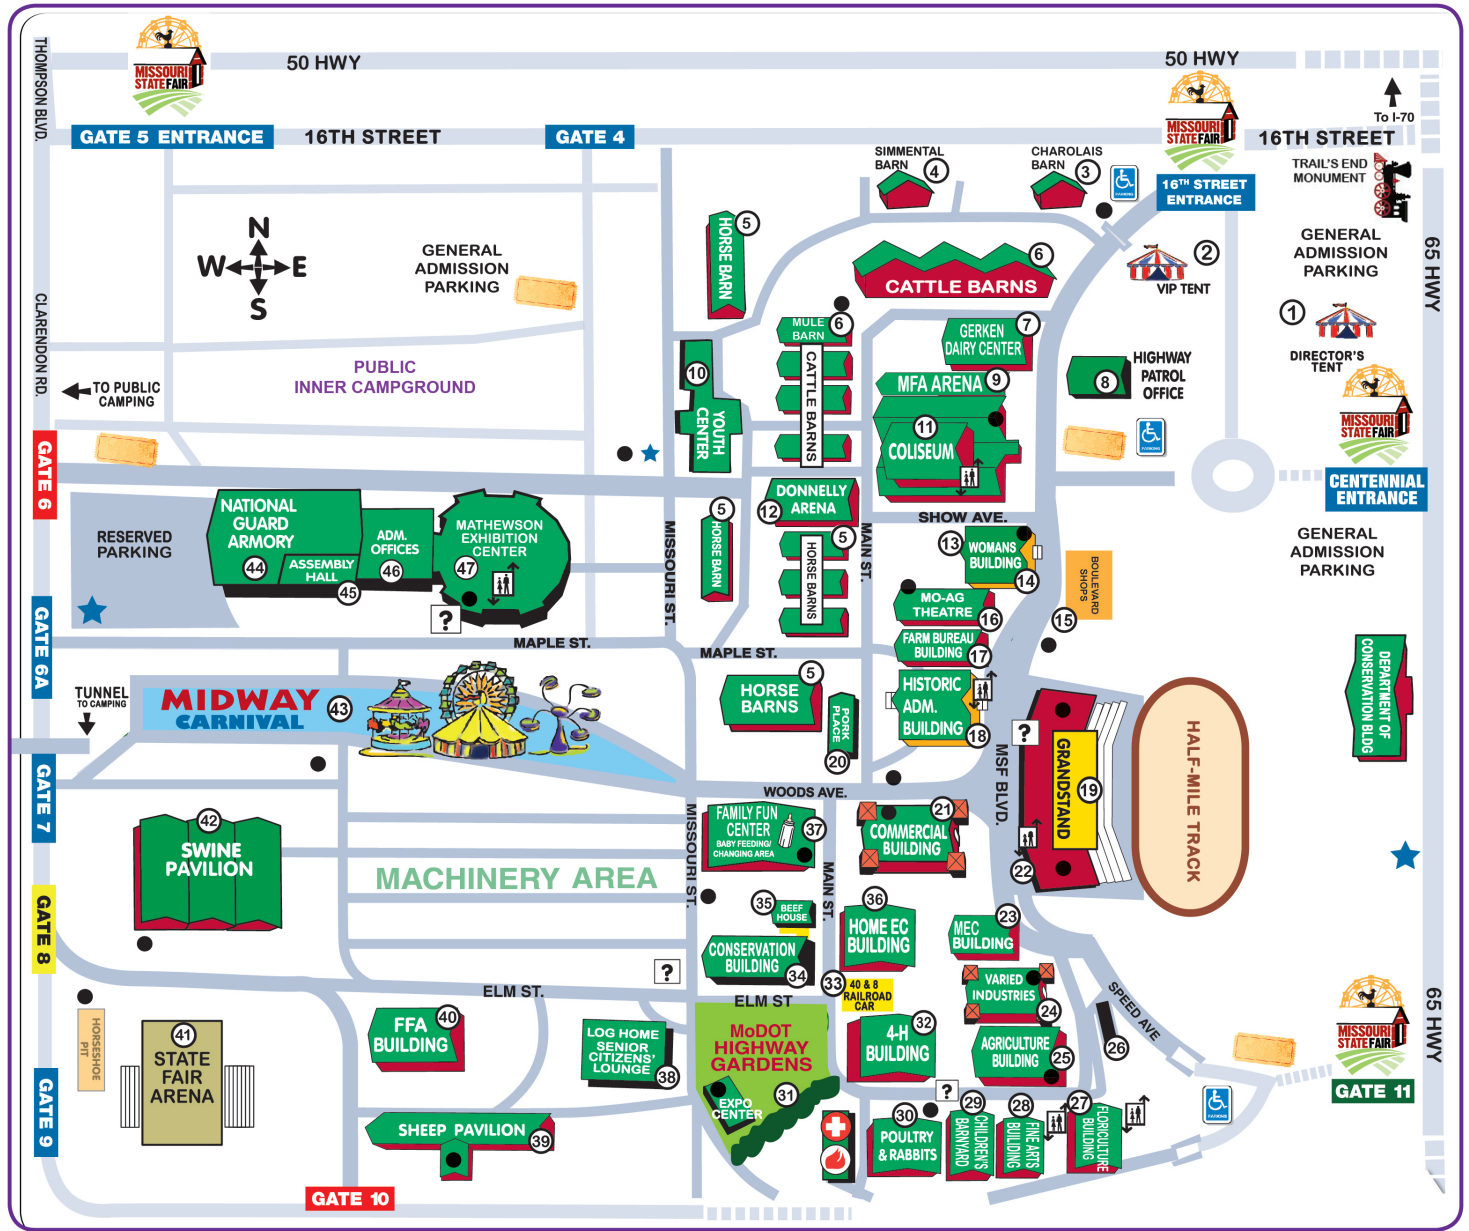 THOMPSON BLVD.
MISSOURI
STATE FAIR
50 HWY
50 HWY
GATE 5 ENTRANCE
16TH STREET
GATE 4
MISSOURI
STATE FAIR
16TH STREET
To I-70
TRAIL'S END
MONUMENT
16TH STREET
ENTRANCE
SIMMENTAL
BARN
4
CHAROLAIS
BARN
3
PARKING
N
W E
S
GENERAL
ADMISSION
PARKING
5
HORSE BARN
6
CATTLE BARNS
2
VIP TENT
GENERAL
ADMISSION
PARKING
65 HWY
1
DIRECTOR'S
TENT
CLARENDON RD.
TO PUBLIC
CAMPING
PUBLIC
INNER CAMPGROUND
MULE
BARN
6
CATTLE BARNS
GERKEN
DAIRY CENTER
7
MFA ARENA
9
8
HIGHWAY
PATROL
OFFICE
10
YOUTH
CENTER
11
COLISEUM
PARKING
MISSOURI
STATE FAIR
CENTENNIAL
ENTRANCE
GENERAL
ADMISSION
PARKING
GATE 6
RESERVED
PARKING
NATIONAL
GUARD
ARMORY
44
ASSEMBLY
HALL
45
ADM.
OFFICES
46
MATHEWSON
EXHIBITION
CENTER
47
?
MISSOURI ST.
5
HORSE BARN
DONNELLY
ARENA
12
5
HORSE BARNS
MAIN ST.
SHOW AVE.
13
WOMANS
BUILDING
14
BOULEVARD
SHOPS
15
MO-AG
THEATRE
16
FARM BUREAU
BUILDING
17
GATE 6A
MAPLE ST.
MAPLE ST.
TUNNEL
TO CAMPING
MIDWAY
CARNIVAL
43
5
HORSE
BARNS
PORK
PLACE
20
HISTORIC
ADM.
BUILDING
18
MSF BLVD.
?
GRANDSTAND
19
22
HALF-MILE TRACK
DEPARTMENT OF
CONSERVATION BLDG
GATE 7
WOODS AVE.
42
SWINE
PAVILION
MACHINERY AREA
MISSOURI ST.
FAMILY FUN
CENTER
BABY FEEDING/
CHANGING AREA
37
MAIN ST.
21
COMMERCIAL
BUILDING
GATE 8
35
BEEF
HOUSE
CONSERVATION
BUILDING
34
36
HOME EC
BUILDING
23
MEC
BUILDING
?
ELM ST.
ELM ST
33
40 & 8
RAILROAD
CAR
VARIED
INDUSTRIES
24
SPEED AVE
26
65 HWY
HORSESHOE
PIT
41
STATE
FAIR
ARENA
FFA
BUILDING
40
LOG HOME
SENIOR
CITIZENS'
LOUNGE
38
MoDOT
HIGHWAY
GARDENS
EXPO
CENTER
31
4-H
BUILDING
32
AGRICULTURE
BUILDING
25
MISSOURI
STATE FAIR
GATE 11
GATE 9
SHEEP PAVILION
39
?
30
POULTRY
& RABBITS
29
CHILDREN'S
BARNYARD
28
FINE ARTS
BUILDING
27
FLORICULTURE
BUILDING
PARKING
GATE 10